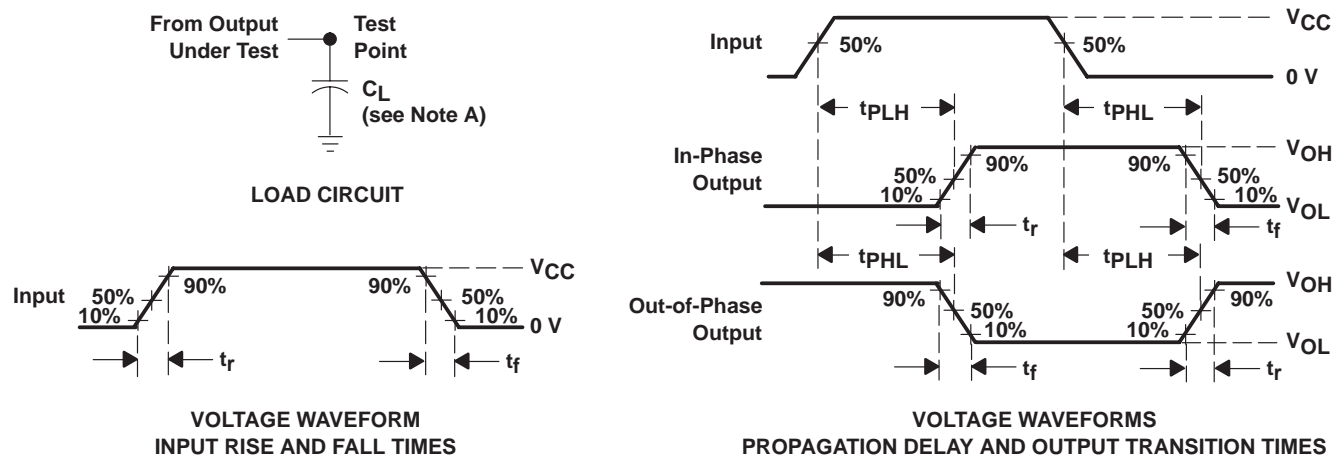 From Output
Under Test
Test
Point
CL
(see Note A)
LOAD CIRCUIT
Input
50%
10%
90%
90%
50%
10%
VCC
0 V
tr
tf
VOLTAGE WAVEFORM
INPUT RISE AND FALL TIMES
Input
50%
50%
VCC
0 V
tPLH
tPHL
In-Phase
Output
50%
10%
90%
90%
50%
10%
VOH
VOL
tr
tf
tPHL
tPLH
Out-of-Phase
Output
90%
50%
10%
50%
10%
90%
VOH
VOL
tf
tr
VOLTAGE WAVEFORMS
PROPAGATION DELAY AND OUTPUT TRANSITION TIMES